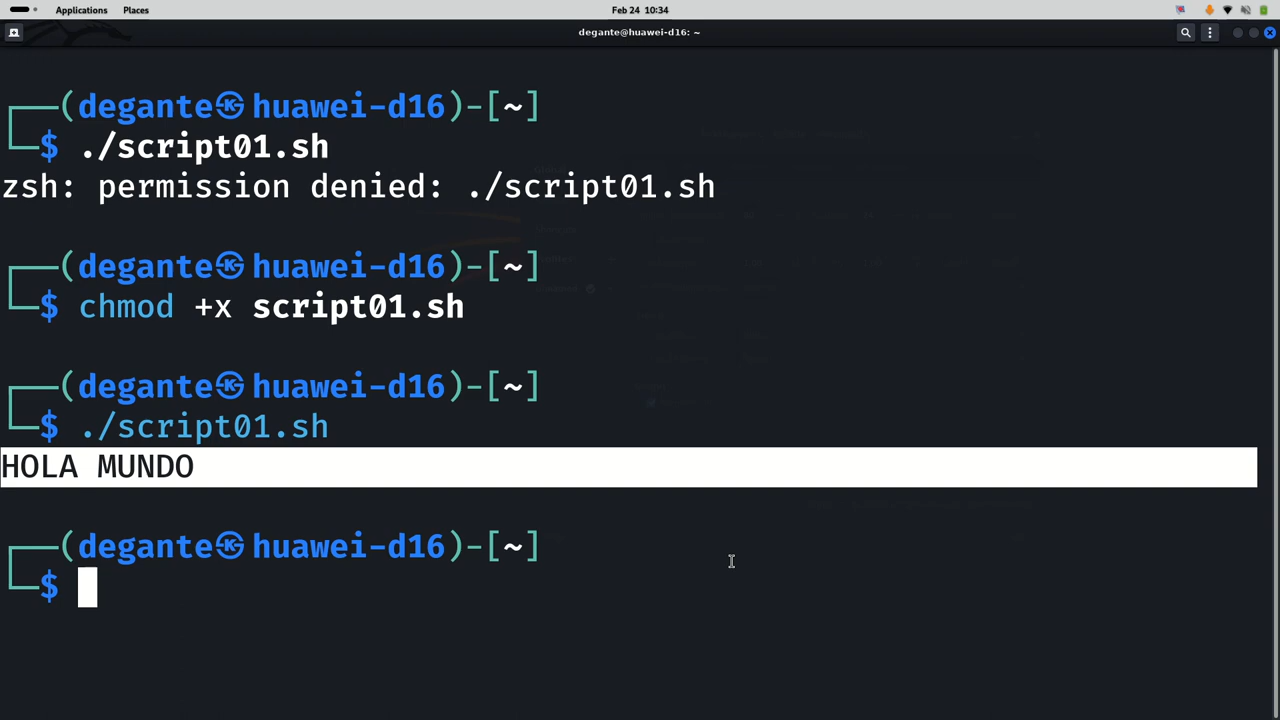 Applications Places Feb 24 10:34
degante@huawei-d16: ~
┌──(degante㉿huawei-d16)-[~]
└─$ ./script01.sh
zsh: permission denied: ./script01.sh
┌──(degante㉿huawei-d16)-[~]
└─$ chmod +x script01.sh
┌──(degante㉿huawei-d16)-[~]
└─$ ./script01.sh
HOLA MUNDO
┌──(degante㉿huawei-d16)-[~]
└─$